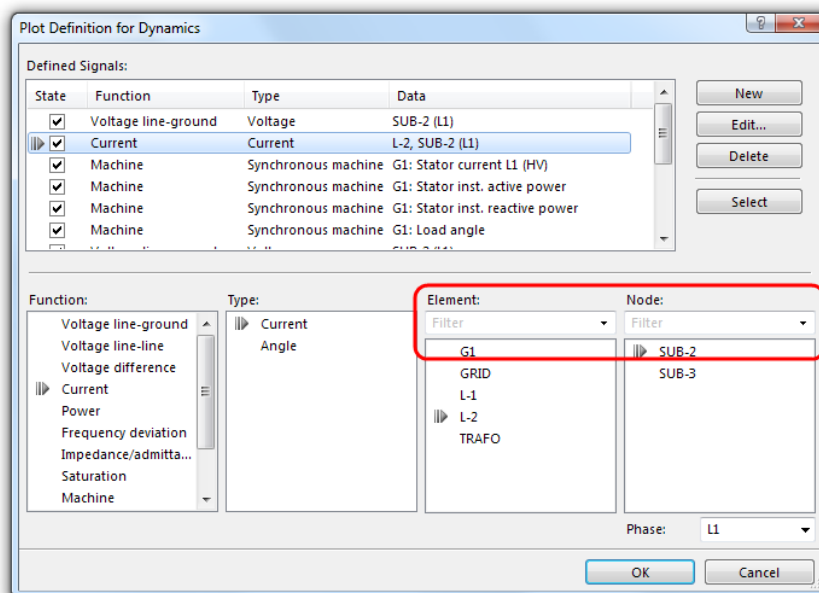 Plot Definition for Dynamics
Defined Signals:
State Function Type Data
Voltage line-ground Voltage SUB-2 (L1)
Current Current L-2, SUB-2 (L1)
Machine Synchronous machine G1: Stator current L1 (HV)
Machine Synchronous machine G1: Stator inst. active power
Machine Synchronous machine G1: Stator inst. reactive power
Machine Synchronous machine G1: Load angle
New
Edit...
Delete
Select
Function:
Voltage line-ground
Voltage line-line
Voltage difference
Current
Power
Frequency deviation
Impedance/admitta...
Saturation
Machine
Type:
Current
Angle
Element:
Filter
G1
GRID
L-1
L-2
TRAFO
Node:
Filter
SUB-2
SUB-3
Phase: L1
OK Cancel